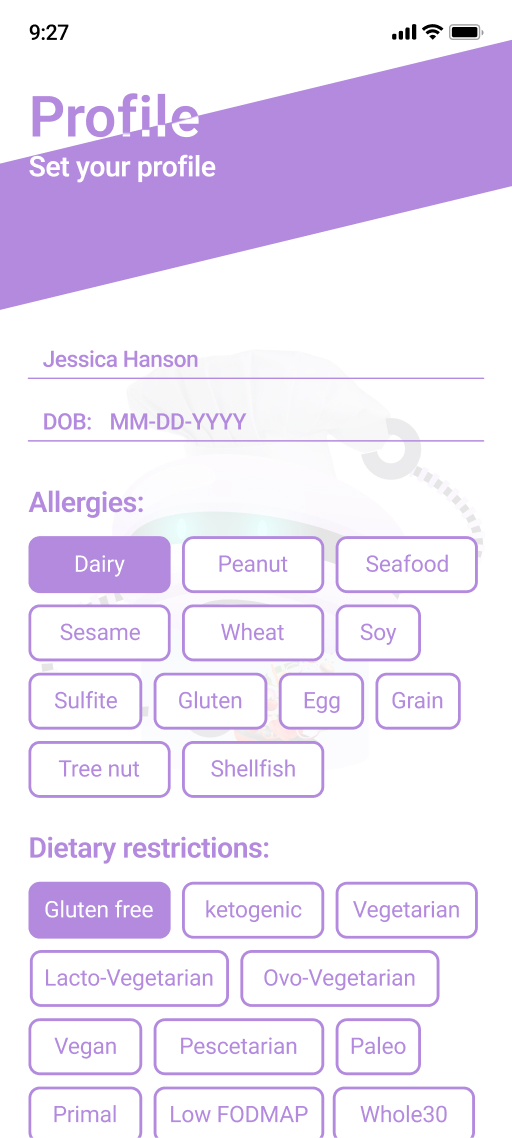 9:27
Profile
Set your profile
Jessica Hanson
DOB: MM-DD-YYYY
Allergies:
Dairy Peanut Seafood
Sesame Wheat Soy
Sulfite Gluten Egg Grain
Tree nut Shellfish
Dietary restrictions:
Gluten free ketogenic Vegetarian
Lacto-Vegetarian Ovo-Vegetarian
Vegan Pescetarian Paleo
Primal Low FODMAP Whole30